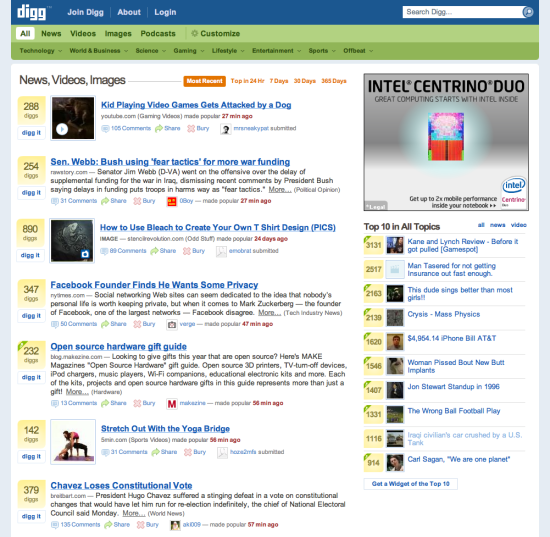 digg
Join Digg
About
Login
Search Digg...
All
News
Videos
Images
Podcasts
Customize
Technology
World & Business
Science
Gaming
Lifestyle
Entertainment
Sports
Offbeat
News, Videos, Images
Most Recent
Top in 24 Hr
7 Days
30 Days
365 Days
288
diggs
digg it
Kid Playing Video Games Gets Attacked by a Dog
youtube.com (Gaming Videos) made popular 27 min ago
105 Comments Share Bury mrsneakypat submitted
254
diggs
digg it
Sen. Webb: Bush using 'fear tactics' for more war funding
rawstory.com — Senator Jim Webb (D-VA) went on the offensive over the delay of
supplemental funding for the war in Iraq, dismissing recent comments by President Bush
saying delays in funding puts troops in harms way as "fear tactics." More... (Political Opinion)
31 Comments Share Bury 0Boy — made popular 27 min ago
890
diggs
digg it
How to Use Bleach to Create Your Own T Shirt Design (PICS)
IMAGE — stencilrevolution.com (Odd Stuff) made popular 24 days ago
89 Comments Share Bury emobrat submitted
347
diggs
digg it
Facebook Founder Finds He Wants Some Privacy
nytimes.com — Social networking Web sites can seem dedicated to the idea that nobody's
personal life is worth keeping private, but when it comes to Mark Zuckerberg — the founder
of Facebook, one of the largest networks — Facebook disagree. More... (Tech Industry News)
50 Comments Share Bury verge — made popular 47 min ago
232
diggs
digg it
Open source hardware gift guide
blog.makezine.com — Looking to give gifts this year that are open source? Here's MAKE
Magazines "Open Source Hardware" gift guide. Open source 3D printers, TV-turn-off devices,
iPod chargers, music players, Wi-Fi companions, educational electronic kits and more. Each
of the kits, projects and open source hardware gifts in this guide represents more than just a
gift! More... (Hardware)
13 Comments Share Bury M makezine — made popular 56 min ago
142
diggs
digg it
Stretch Out With the Yoga Bridge
5min.com (Sports Videos) made popular 56 min ago
31 Comments Share Bury submitted
379
diggs
digg it
Chavez Loses Constitutional Vote
breitbart.com — President Hugo Chavez suffered a stinging defeat in a vote on constitutional
changes that would have let him run for re-election indefinitely, the chief of National Electoral
Council said Monday. More... (World News)
135 Comments Share Bury aki009 — made popular 57 min ago
INTEL® CENTRINO® DUO
GREAT COMPUTING STARTS WITH INTEL INSIDE
intel
Centrino
Duo
Get up to 2x mobile performance
inside your notebook
*Legal
Top 10 in All Topics
all news video
3131 Kane and Lynch Review - Before it
got pulled [Gamespot]
2517 Man Tasered for not getting
Insurance out fast enough.
2163 This dude sings better than most
girls!!
2139 Crysis - Mass Physics
1620 $4,954.14 iPhone Bill AT&T
1546 Woman Pissed Bout New Butt
Implants
1407 Jon Stewart Standup in 1996
1331 The Wrong Ball Football Play
1116 Iraqi civilian's car crushed by a U.S.
Tank
914 Carl Sagan, "We are one planet"
Get a Widget of the Top 10